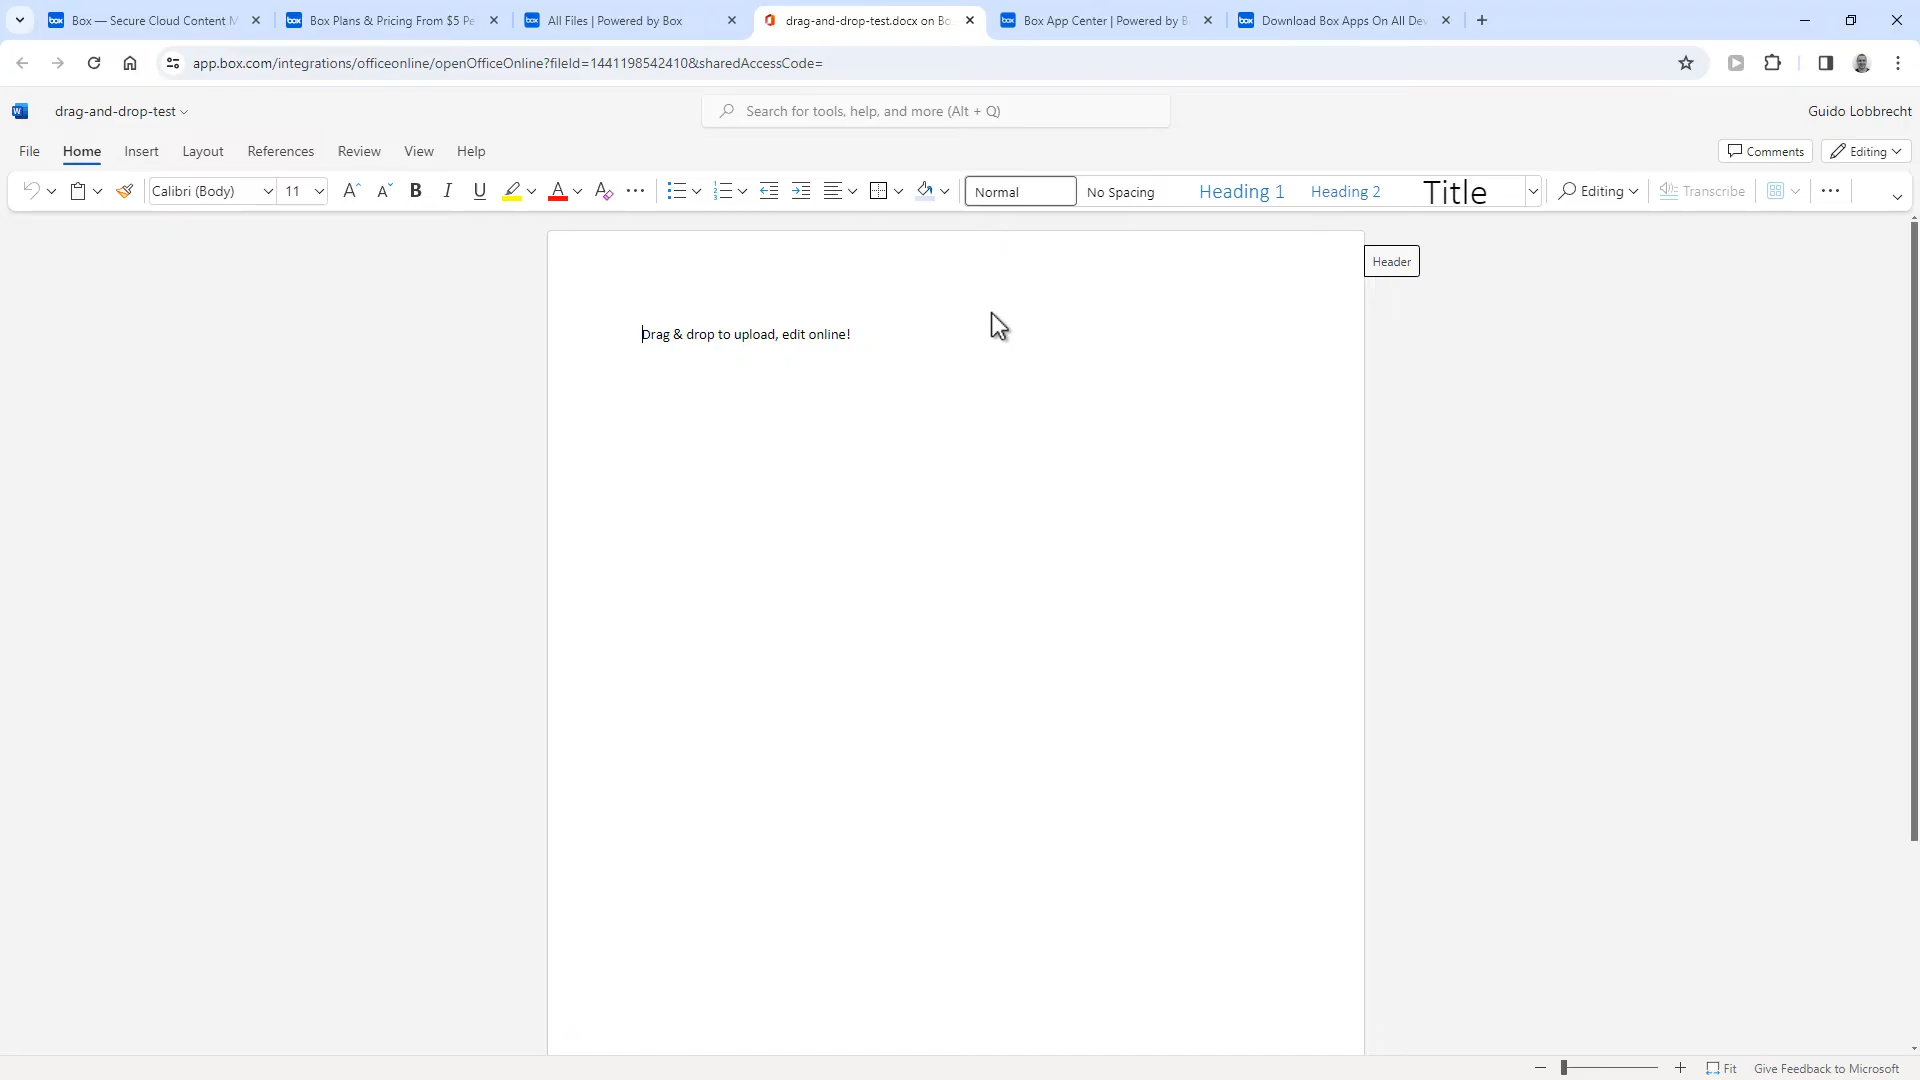 Box — Secure Cloud Content M
Box Plans & Pricing From $5 Pe
All Files | Powered by Box
drag-and-drop-test.docx on Bo
Box App Center | Powered by B
Download Box Apps On All Dev
app.box.com/integrations/officeonline/openOfficeOnline?fileId=1441198542410&sharedAccessCode=
drag-and-drop-test
Search for tools, help, and more (Alt + Q)
Guido Lobbrecht
File Home Insert Layout References Review View Help
Comments
Editing
Calibri (Body) 11
Normal
No Spacing
Heading 1
Heading 2
Title
Editing
Transcribe
Header
Drag & drop to upload, edit online!
Fit
Give Feedback to Microsoft